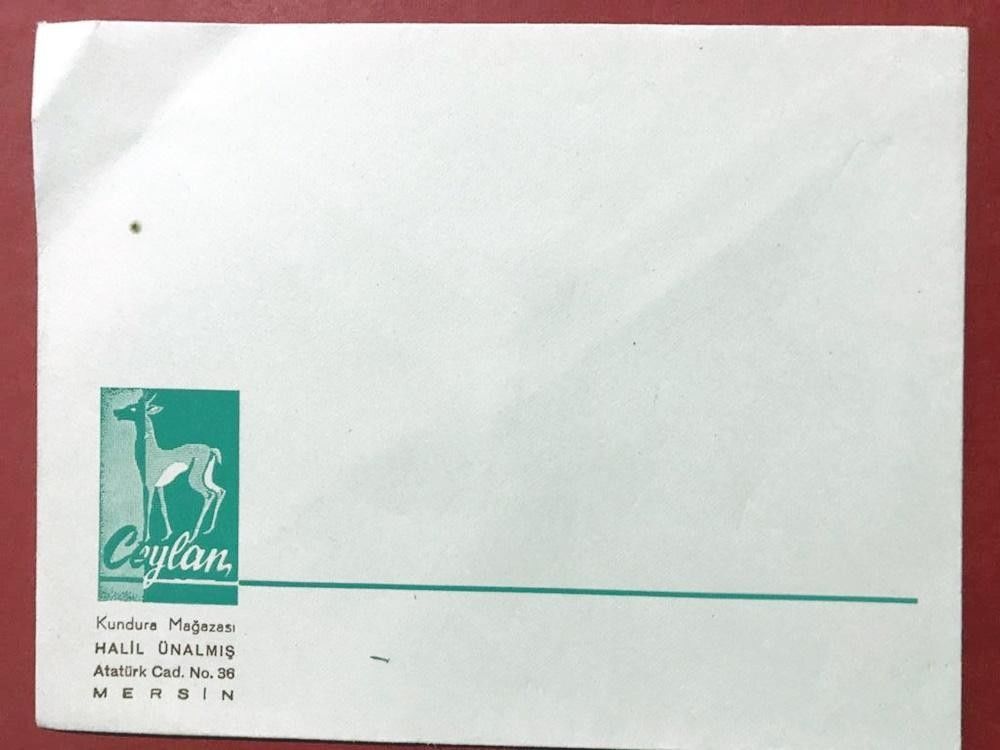 Ceylan
Kundura Mağazası
HALİL ÜNALMIŞ
Atatürk Cad. No. 36
MERSİN